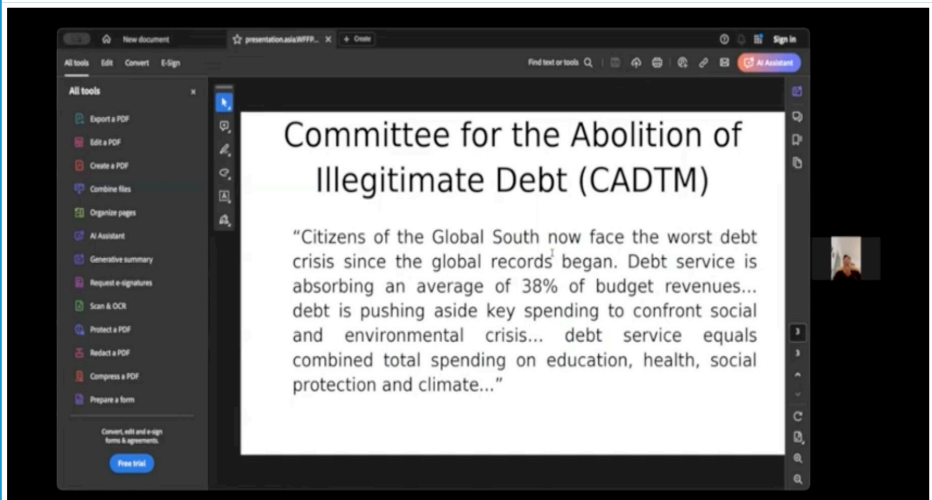 New document
presentation.asia.WFFP...
+ Create
Sign in
All tools Edit Convert E-Sign
Find text or tools
AI Assistant
All tools
Export a PDF
Edit a PDF
Create a PDF
Combine files
Organize pages
AI Assistant
Generative summary
Request e-signatures
Scan & OCR
Protect a PDF
Redact a PDF
Compress a PDF
Prepare a form
Convert, edit and e-sign
forms & agreements.
Free trial
Committee for the Abolition of
Illegitimate Debt (CADTM)
“Citizens of the Global South now face the worst debt
crisis since the global records began. Debt service is
absorbing an average of 38% of budget revenues...
debt is pushing aside key spending to confront social
and environmental crisis... debt service equals
combined total spending on education, health, social
protection and climate...”
3
3